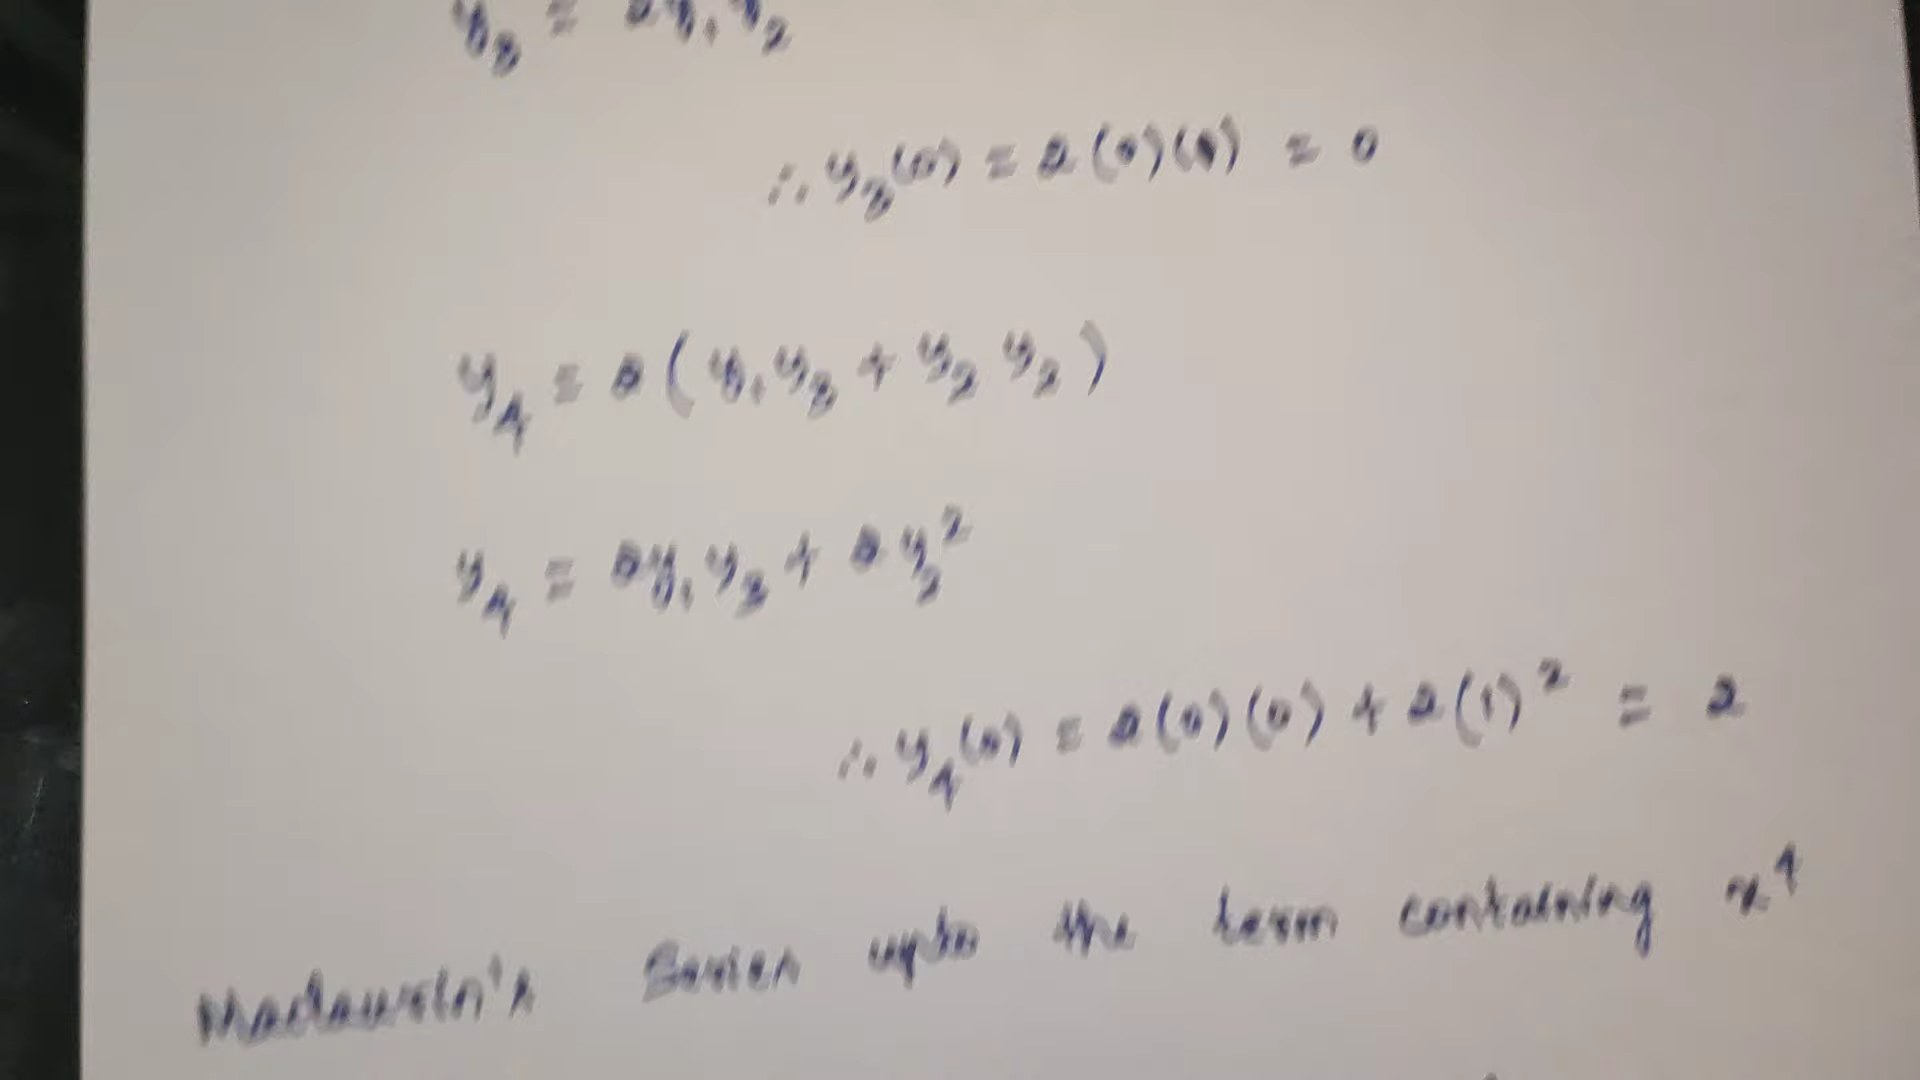 y₃ = 2y₁y₂
∴ y₃(0) = 2(0)(1) = 0
y₄ = 2(y₁y₃ + y₂y₂)
y₄ = 2y₁y₃ + 2y₂²
∴ y₄(0) = 2(0)(0) + 2(1)² = 2
Maclaurin's Series upto the term containing x⁴